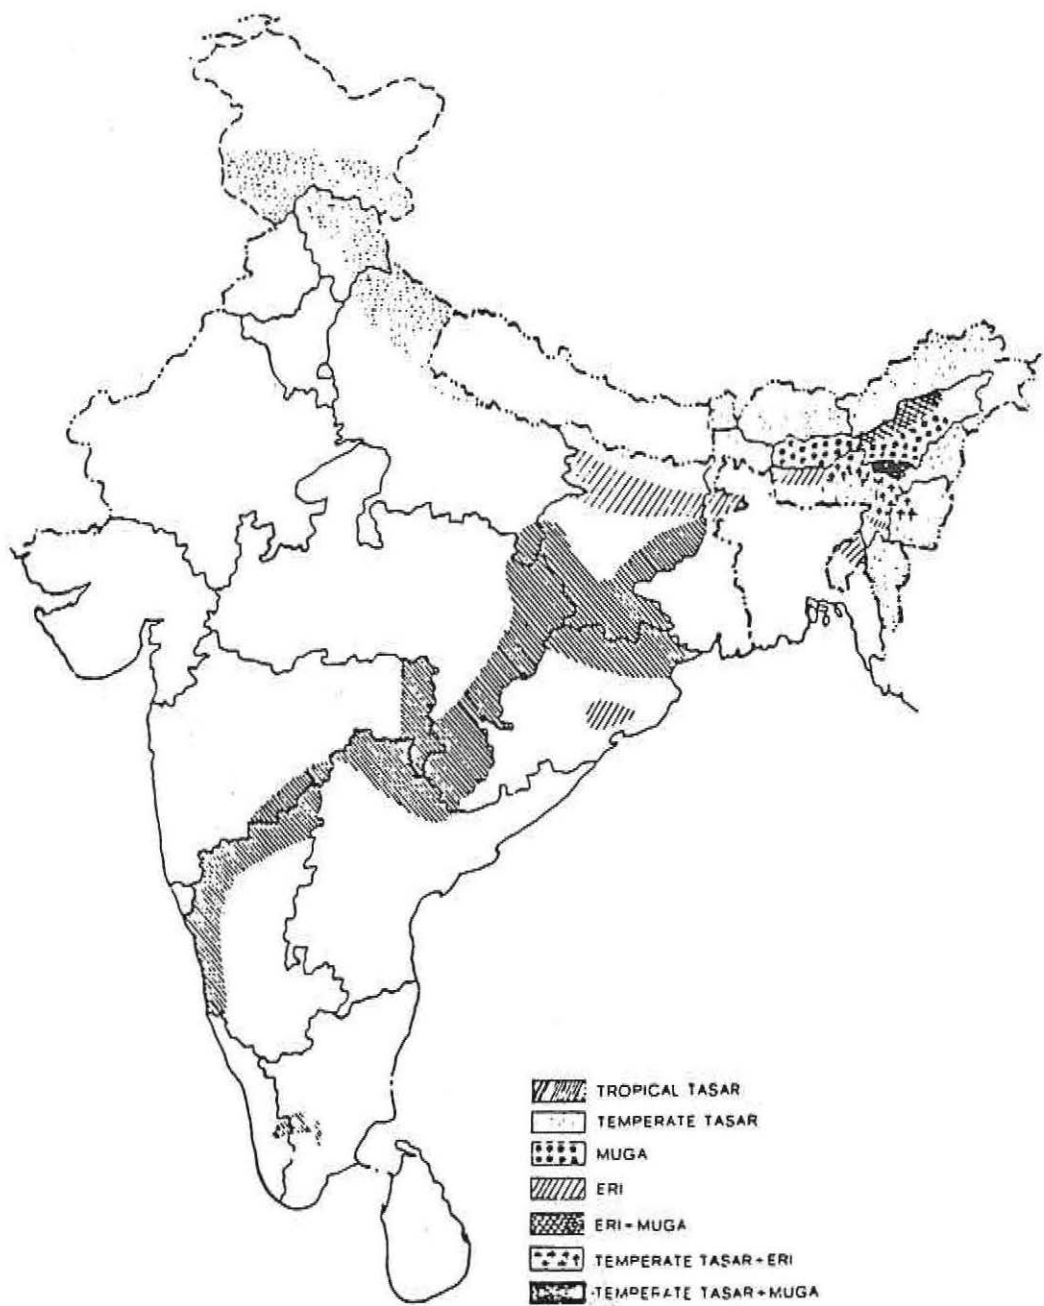 TROPICAL TASAR
TEMPERATE TASAR
MUGA
ERI
ERI+MUGA
TEMPERATE TASAR+ERI
TEMPERATE TASAR+MUGA